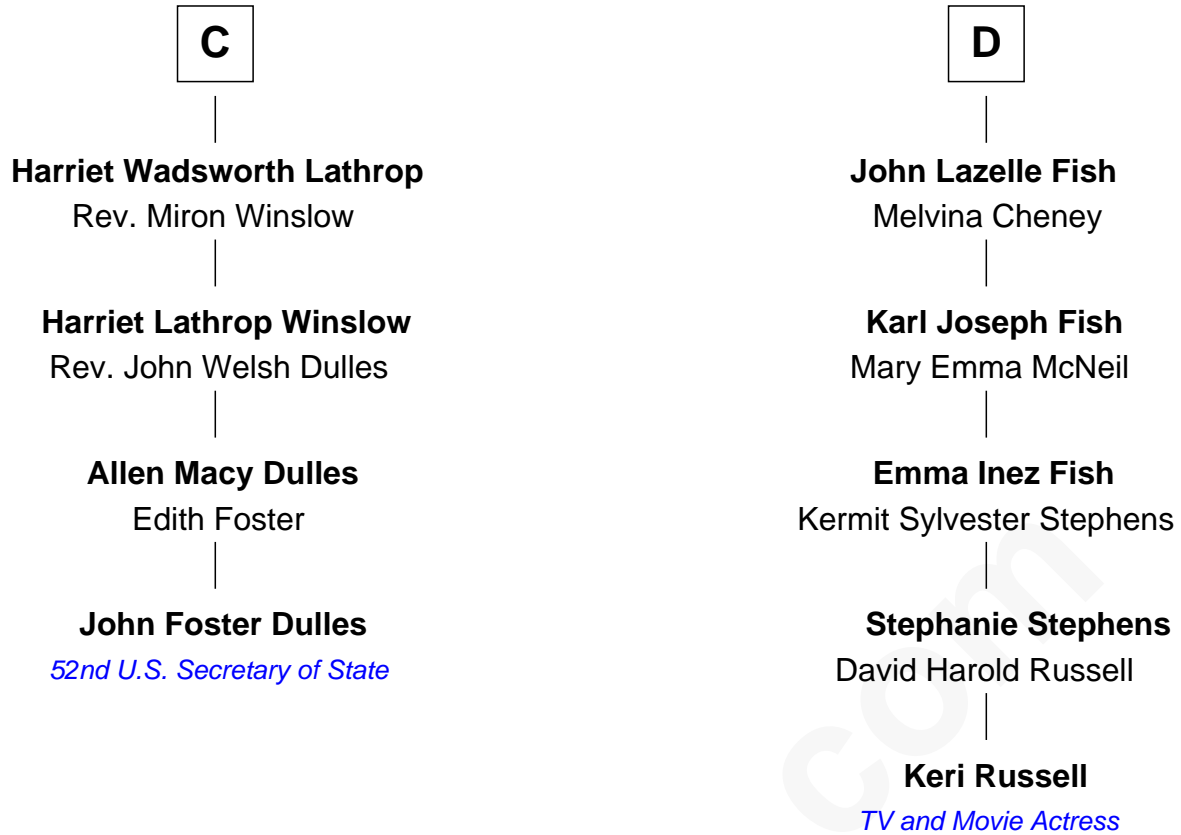 C
Harriet Wadsworth Lathrop
Rev. Miron Winslow
Harriet Lathrop Winslow
Rev. John Welsh Dulles
Allen Macy Dulles
Edith Foster
John Foster Dulles
52nd U.S. Secretary of State
D
John Lazelle Fish
Melvina Cheney
Karl Joseph Fish
Mary Emma McNeil
Emma Inez Fish
Kermit Sylvester Stephens
Stephanie Stephens
David Harold Russell
Keri Russell
TV and Movie Actress
com